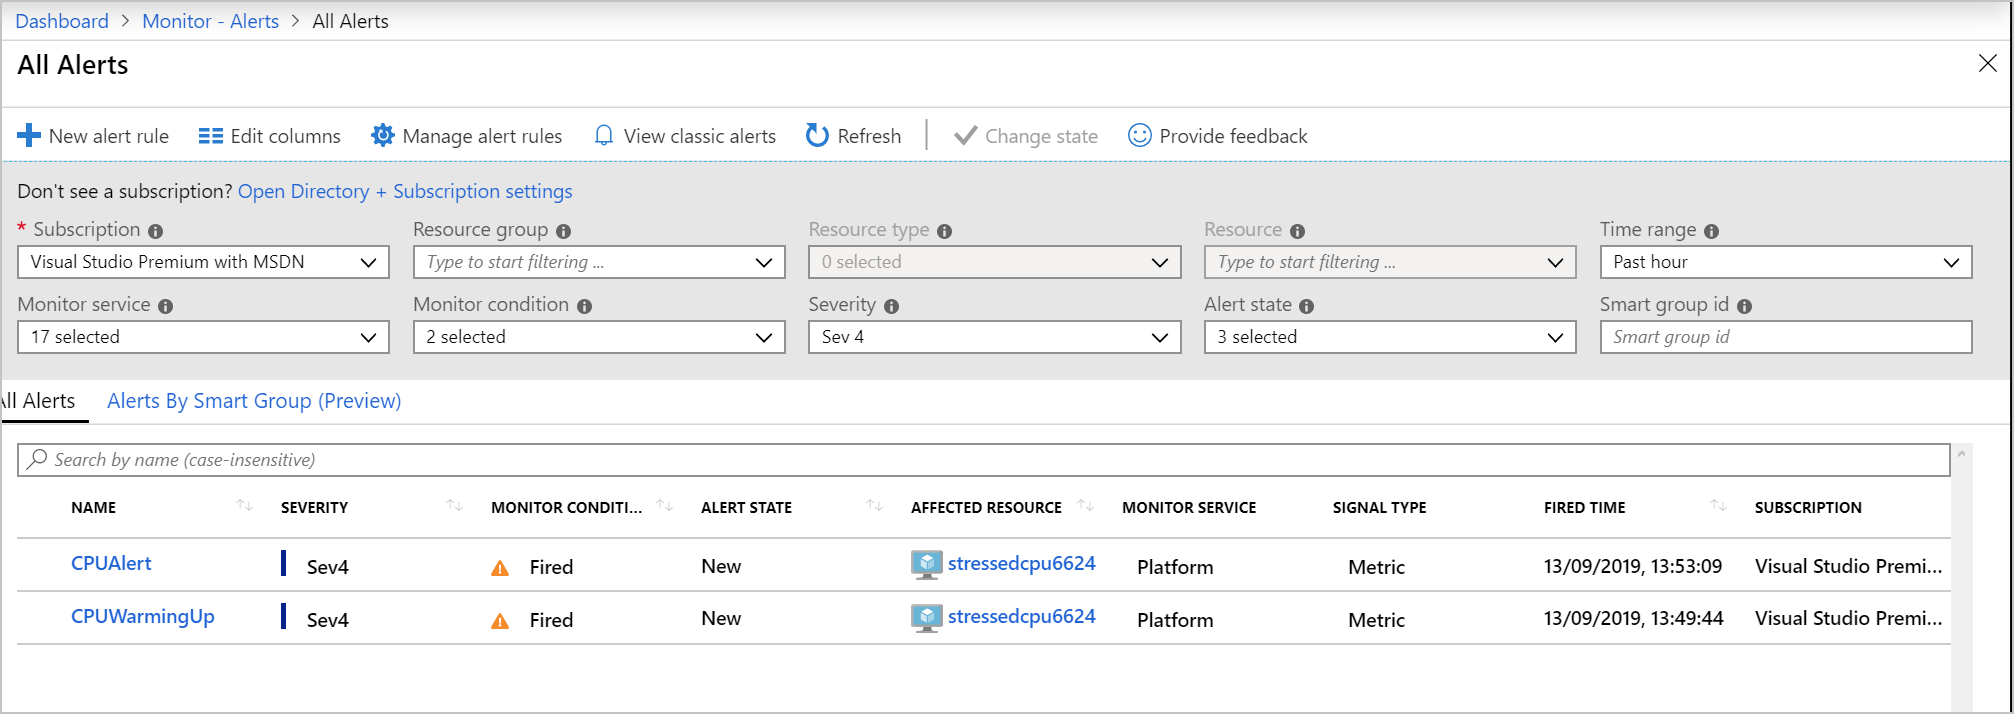 Dashboard > Monitor - Alerts > All Alerts
All Alerts
New alert rule Edit columns Manage alert rules View classic alerts Refresh Change state Provide feedback
Don't see a subscription? Open Directory + Subscription settings
* Subscription Resource group Resource type Resource Time range
Visual Studio Premium with MSDN Type to start filtering ... 0 selected Type to start filtering ... Past hour
Monitor service Monitor condition Severity Alert state Smart group id
17 selected 2 selected Sev 4 3 selected Smart group id
All Alerts Alerts By Smart Group (Preview)
Search by name (case-insensitive)
NAME SEVERITY MONITOR CONDITI... ALERT STATE AFFECTED RESOURCE MONITOR SERVICE SIGNAL TYPE FIRED TIME SUBSCRIPTION
CPUAlert Sev4 Fired New stressedcpu6624 Platform Metric 13/09/2019, 13:53:09 Visual Studio Premi...
CPUWarmingUp Sev4 Fired New stressedcpu6624 Platform Metric 13/09/2019, 13:49:44 Visual Studio Premi...